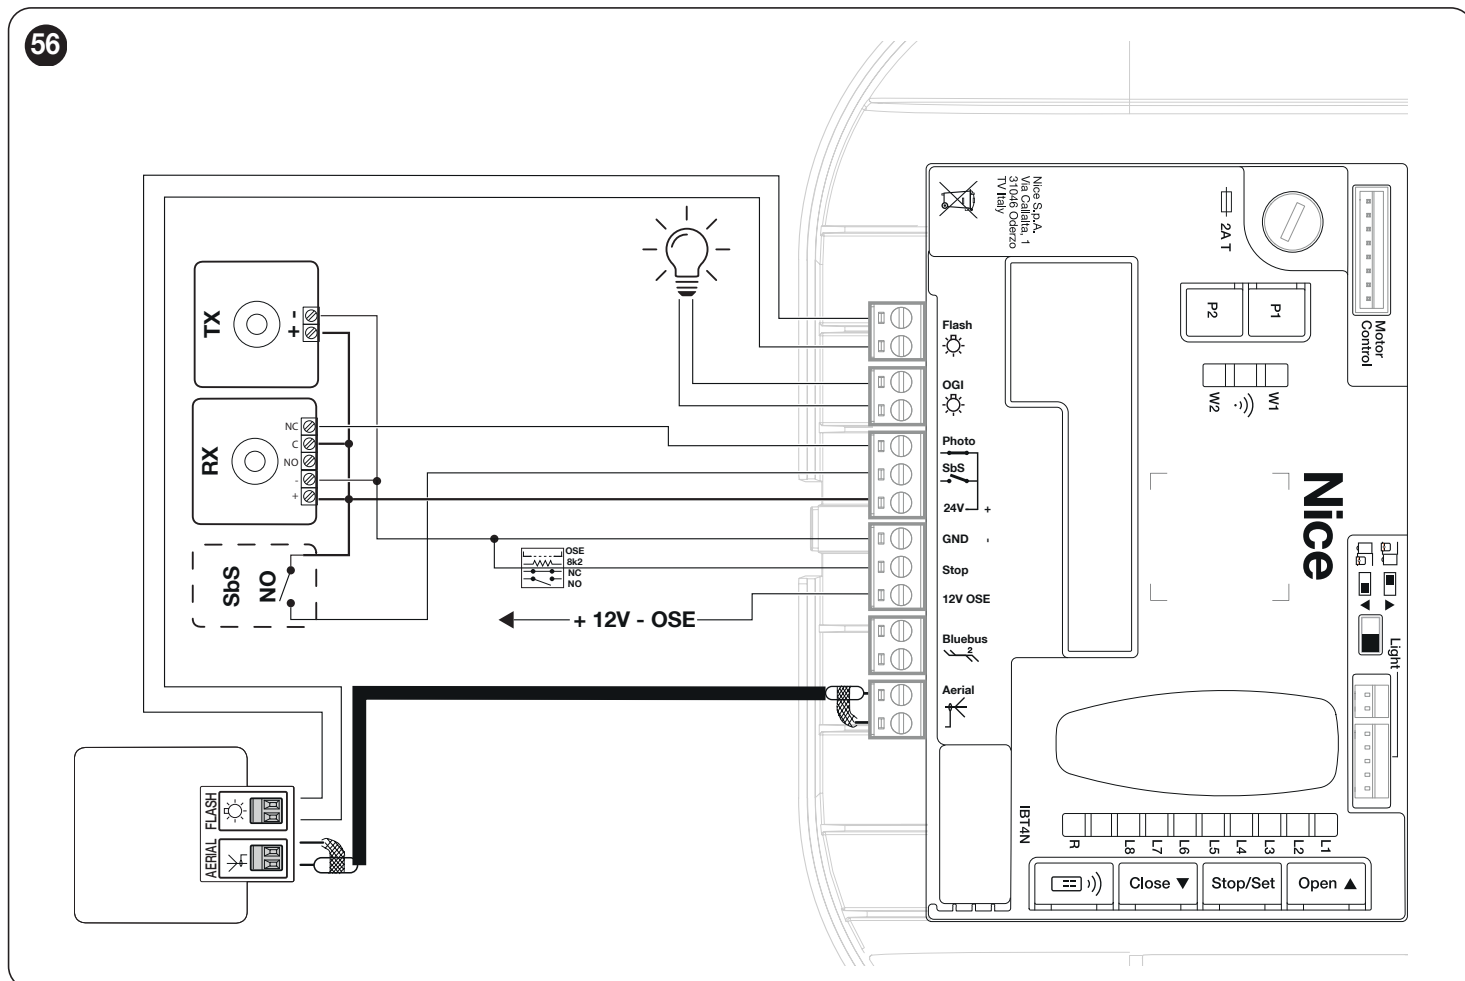 56
Nice S.p.A.
Via Callalta, 1
31046 Oderzo
TV Italy
2A T
Motor
Control
P2
P1
W2
W1
Nice
Light
TX
-
+
RX
NC
C
NO
-
+
SbS
NO
OSE
8k2
NC
NO
+ 12V - OSE
Flash
OGI
Photo
SbS
24V +
GND -
Stop
12V OSE
Bluebus
2
Aerial
FLASH
AERIAL
IBT4N
R
L8
L7
L6
L5
L4
L3
L2
L1
Close ▼
Stop/Set
Open ▲